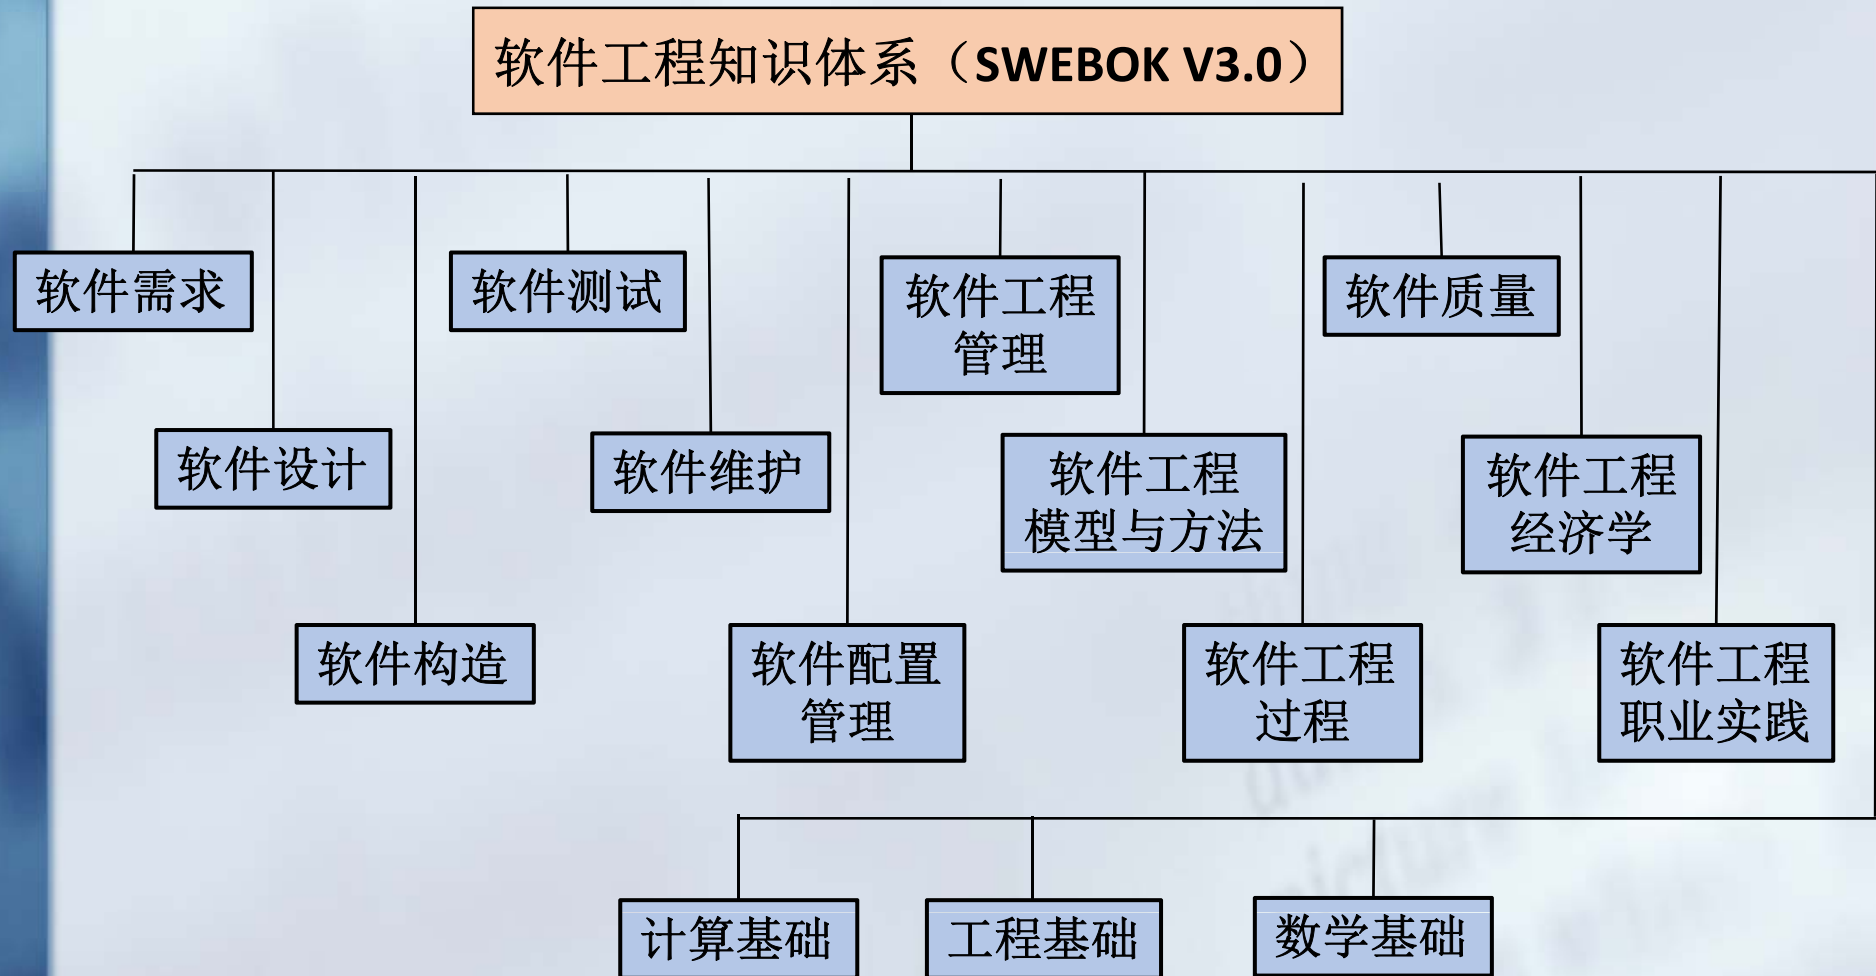 软件工程知识体系（SWEBOK V3.0）
软件需求
软件测试
软件工程
管理
软件质量
软件设计
软件维护
软件工程
模型与方法
软件工程
经济学
软件构造
软件配置
管理
软件工程
过程
软件工程
职业实践
计算基础
工程基础
数学基础